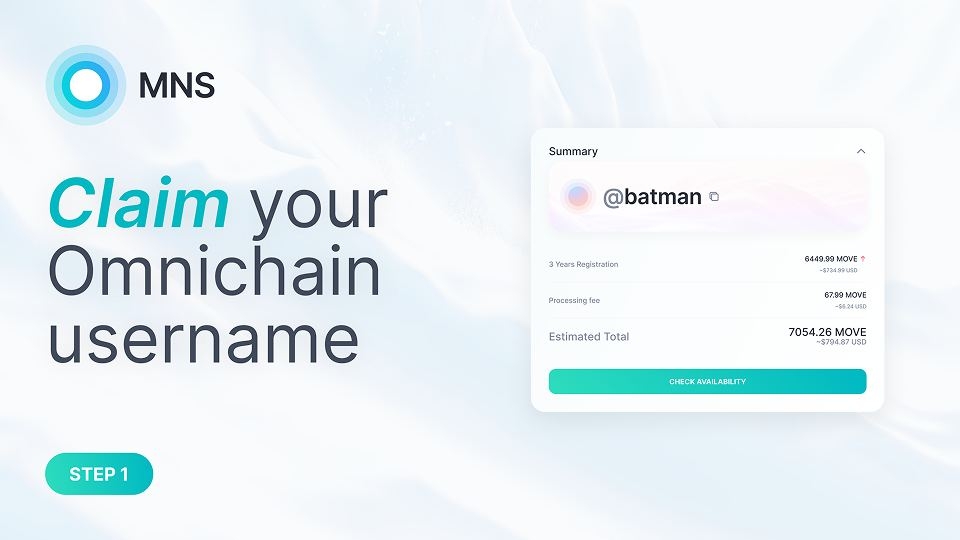 MNS
Claim your
Omnichain
username
STEP 1
Summary
@batman
3 Years Registration
6449.99 MOVE ↑
~$734.99 USD
Processing fee
67.99 MOVE
~$6.24 USD
Estimated Total
7054.26 MOVE
~$794.87 USD
CHECK AVAILABILITY